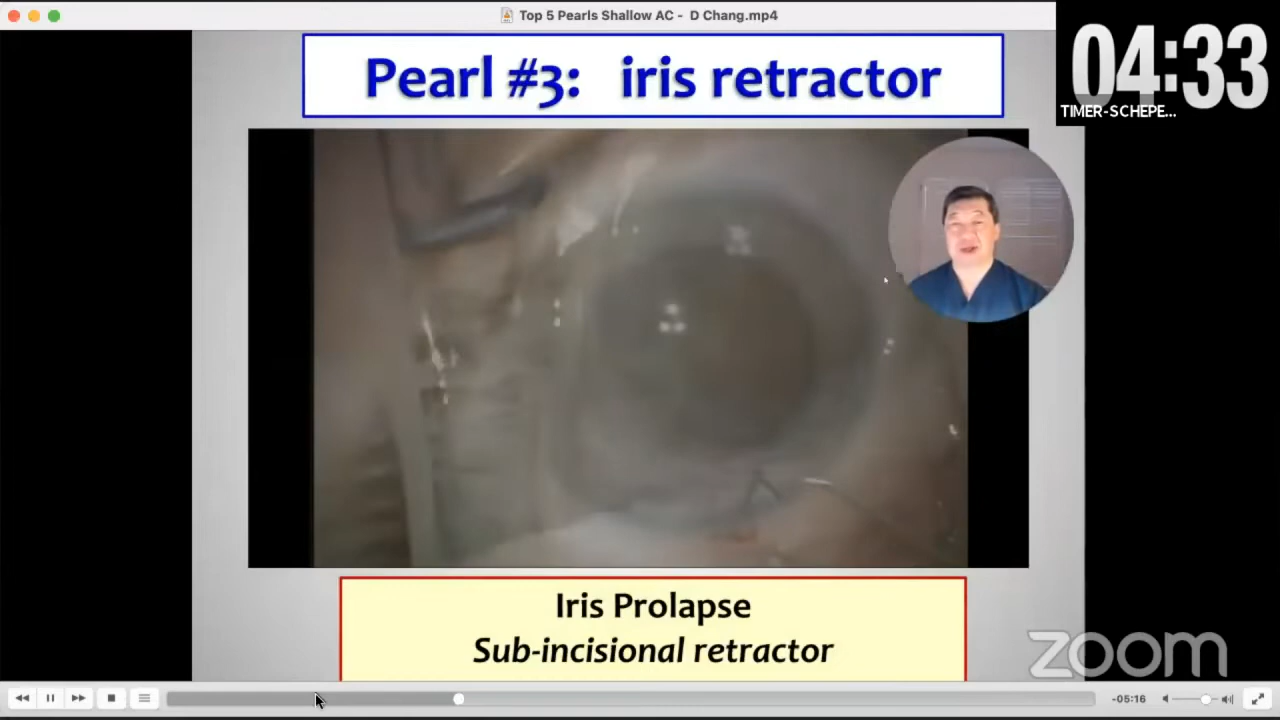 Top 5 Pearls Shallow AC - D Chang.mp4
04:33
TIMER-SCHEPE...
Pearl #3: iris retractor
Iris Prolapse
Sub-incisional retractor
zoom
-05:16